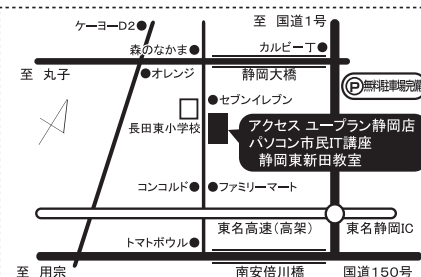 至 国道1号
ケーヨーD2
森のなかま
カルビー丁
至 丸子
オレンジ
静岡大橋
P無料駐車場完備
セブンイレブン
長田東小学校
アクセス ユープラン静岡店
パソコン市民IT講座
静岡東新田教室
コンコルド
ファミリーマート
東名高速(高架)
東名静岡IC
トマトボウル
至 用宗
南安倍川橋
国道150号